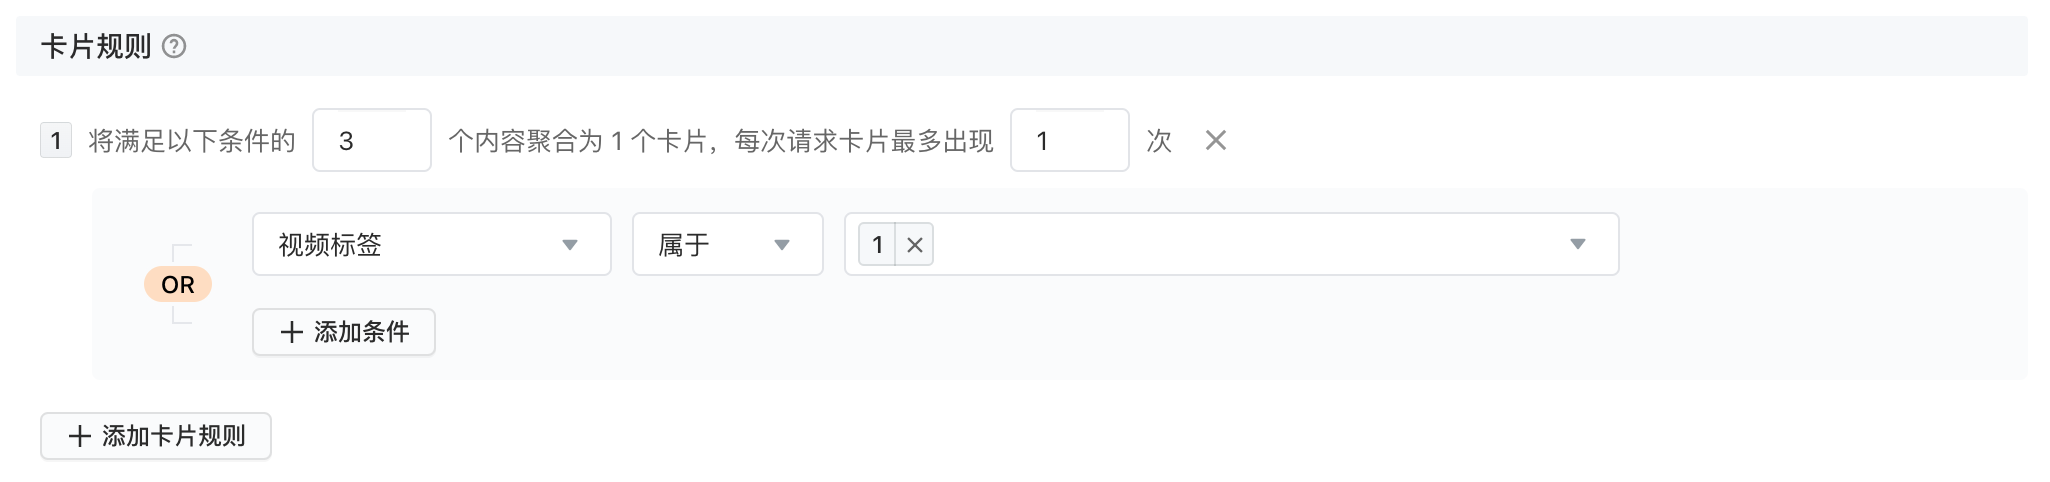 卡片规则
1 将满足以下条件的 3 个内容聚合为 1 个卡片，每次请求卡片最多出现 1 次
视频标签 属于 1
OR
添加条件
添加卡片规则